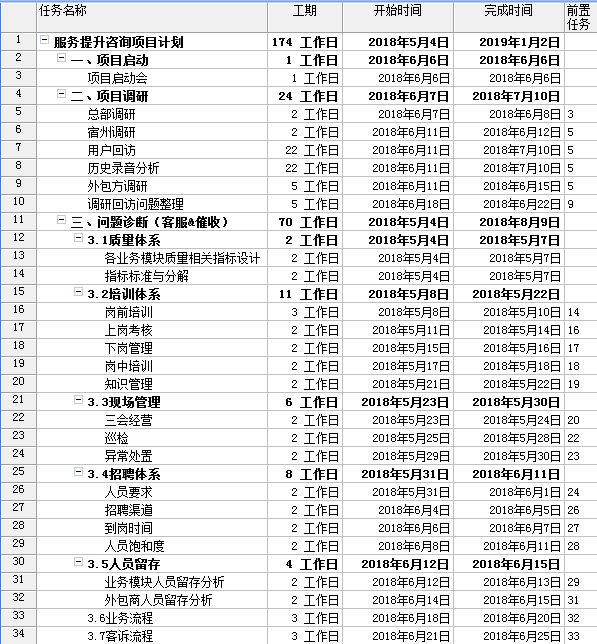 任务名称 工期 开始时间 完成时间 前置任务
1 服务提升咨询项目计划 174 工作日 2018年5月4日 2019年1月2日
2 一、项目启动 1 工作日 2018年6月6日 2018年6月6日
3 项目启动会 1 工作日 2018年6月6日 2018年6月6日
4 二、项目调研 24 工作日 2018年6月7日 2018年7月10日
5 总部调研 2 工作日 2018年6月7日 2018年6月8日 3
6 宿州调研 2 工作日 2018年6月11日 2018年6月12日 5
7 用户回访 22 工作日 2018年6月11日 2018年7月10日 5
8 历史录音分析 22 工作日 2018年6月11日 2018年7月10日 5
9 外包方调研 5 工作日 2018年6月11日 2018年6月15日 5
10 调研回访问题整理 5 工作日 2018年6月18日 2018年6月22日 9
11 三、问题诊断（客服&催收） 70 工作日 2018年5月4日 2018年8月9日
12 3.1质量体系 2 工作日 2018年5月4日 2018年5月7日
13 各业务模块质量相关指标设计 2 工作日 2018年5月4日 2018年5月7日
14 指标标准与分解 2 工作日 2018年5月4日 2018年5月7日
15 3.2培训体系 11 工作日 2018年5月8日 2018年5月22日
16 岗前培训 3 工作日 2018年5月8日 2018年5月10日 14
17 上岗考核 2 工作日 2018年5月11日 2018年5月14日 16
18 下岗管理 2 工作日 2018年5月15日 2018年5月16日 17
19 岗中培训 2 工作日 2018年5月17日 2018年5月18日 18
20 知识管理 2 工作日 2018年5月21日 2018年5月22日 19
21 3.3现场管理 6 工作日 2018年5月23日 2018年5月30日
22 三会经营 2 工作日 2018年5月23日 2018年5月24日 20
23 巡检 2 工作日 2018年5月25日 2018年5月28日 22
24 异常处置 2 工作日 2018年5月29日 2018年5月30日 23
25 3.4招聘体系 8 工作日 2018年5月31日 2018年6月11日
26 人员要求 2 工作日 2018年5月31日 2018年6月1日 24
27 招聘渠道 2 工作日 2018年6月4日 2018年6月5日 26
28 到岗时间 2 工作日 2018年6月6日 2018年6月7日 27
29 人员饱和度 2 工作日 2018年6月8日 2018年6月11日 28
30 3.5人员留存 4 工作日 2018年6月12日 2018年6月15日
31 业务模块人员留存分析 2 工作日 2018年6月12日 2018年6月13日 29
32 外包商人员留存分析 2 工作日 2018年6月14日 2018年6月15日 31
33 3.6业务流程 3 工作日 2018年6月18日 2018年6月20日 32
34 3.7客诉流程 3 工作日 2018年6月21日 2018年6月25日 33